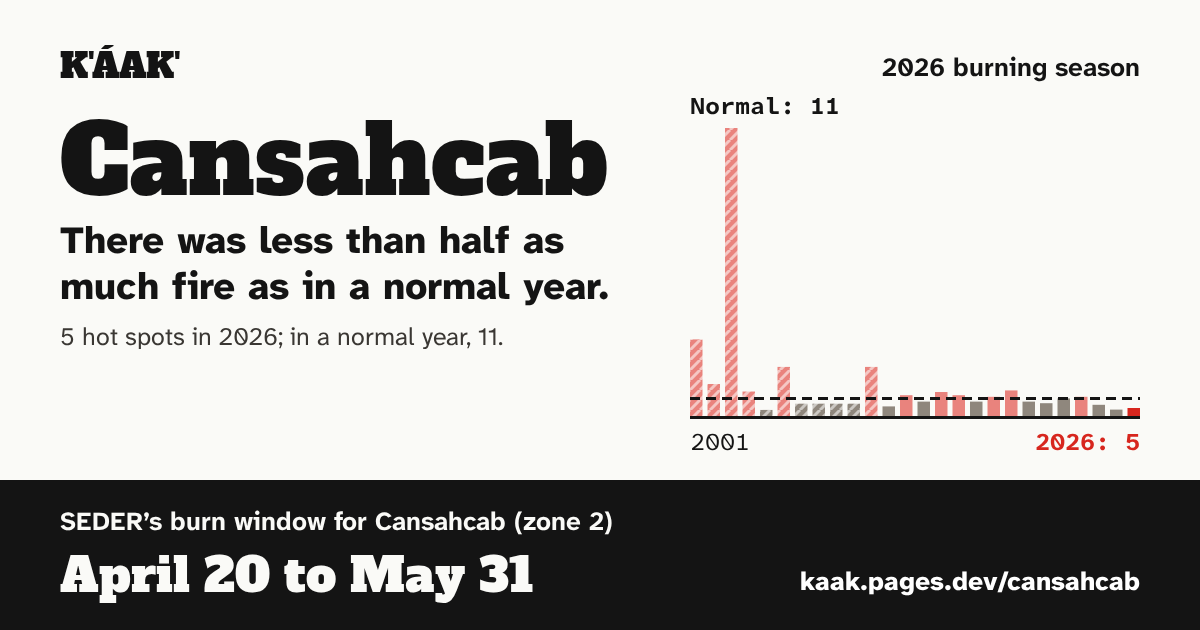 K'ÁAK'
2026 burning season
Cansahcab
There was less than half as
much fire as in a normal year.
5 hot spots in 2026; in a normal year, 11.
Normal: 11
2001
2026: 5
SEDER’s burn window for Cansahcab (zone 2)
April 20 to May 31
kaak.pages.dev/cansahcab